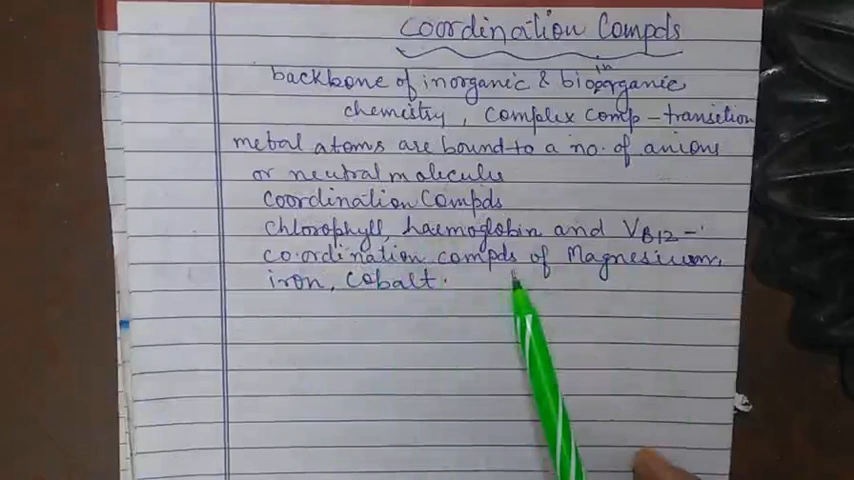 Coordination Compds
backbone of inorganic & bioinorganic
chemistry, complex comp - transition
metal atoms are bound to a no. of anions
or neutral molecules
Coordination Compds
chlorophyll, haemoglobin and VB12 -
co.ordination compds of Magnesium,
iron, cobalt.